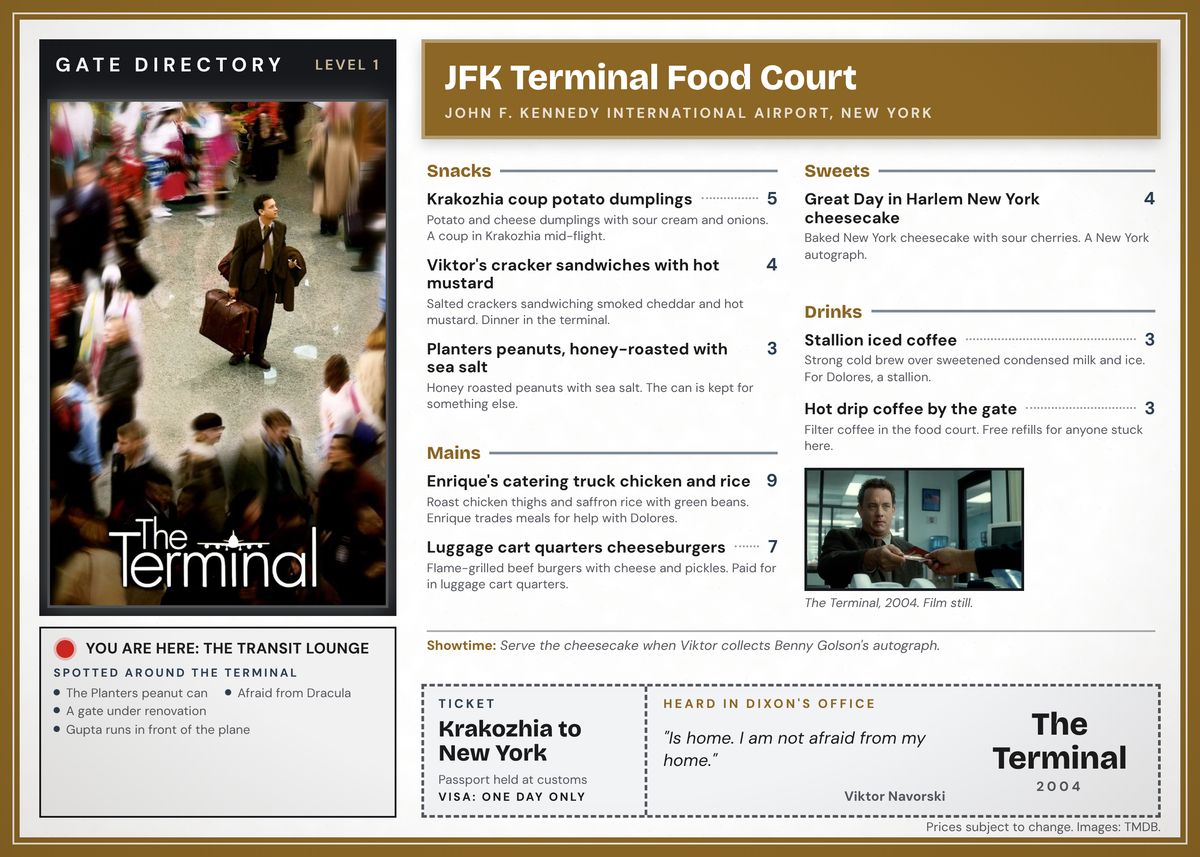 GATE DIRECTORY LEVEL 1
The
Terminal
YOU ARE HERE: THE TRANSIT LOUNGE
SPOTTED AROUND THE TERMINAL
The Planters peanut can
Afraid from Dracula
A gate under renovation
Gupta runs in front of the plane
JFK Terminal Food Court
JOHN F. KENNEDY INTERNATIONAL AIRPORT, NEW YORK
Snacks
Krakozhia coup potato dumplings 5
Potato and cheese dumplings with sour cream and onions.
A coup in Krakozhia mid-flight.
Viktor's cracker sandwiches with hot 4
mustard
Salted crackers sandwiching smoked cheddar and hot
mustard. Dinner in the terminal.
Planters peanuts, honey-roasted with 3
sea salt
Honey roasted peanuts with sea salt. The can is kept for
something else.
Mains
Enrique's catering truck chicken and rice 9
Roast chicken thighs and saffron rice with green beans.
Enrique trades meals for help with Dolores.
Luggage cart quarters cheeseburgers 7
Flame-grilled beef burgers with cheese and pickles. Paid for
in luggage cart quarters.
Sweets
Great Day in Harlem New York 4
cheesecake
Baked New York cheesecake with sour cherries. A New York
autograph.
Drinks
Stallion iced coffee 3
Strong cold brew over sweetened condensed milk and ice.
For Dolores, a stallion.
Hot drip coffee by the gate 3
Filter coffee in the food court. Free refills for anyone stuck
here.
The Terminal, 2004. Film still.
Showtime: Serve the cheesecake when Viktor collects Benny Golson's autograph.
TICKET
Krakozhia to
New York
Passport held at customs
VISA: ONE DAY ONLY
HEARD IN DIXON'S OFFICE
"Is home. I am not afraid from my
home."
Viktor Navorski
The
Terminal
2004
Prices subject to change. Images: TMDB.